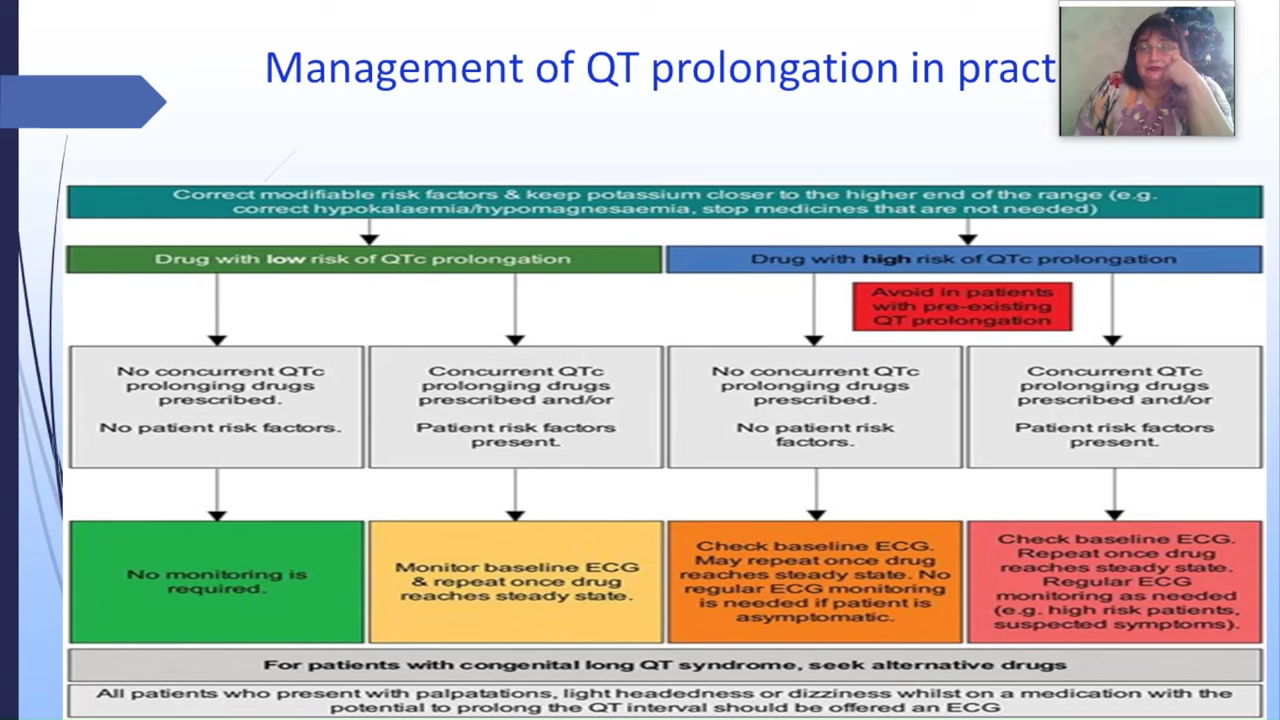 Management of QT prolongation in pract
Correct modifiable risk factors & keep potassium closer to the higher end of the range (e.g.
correct hypokalaemia/hypomagnesaemia, stop medicines that are not needed)
Drug with low risk of QTc prolongation
Drug with high risk of QTc prolongation
Avoid in patients
with pre-existing
QT prolongation
No concurrent QTc
prolonging drugs
prescribed.
No patient risk factors.
Concurrent QTc
prolonging drugs
prescribed and/or
Patient risk factors
present.
No concurrent QTc
prolonging drugs
prescribed.
No patient risk
factors.
Concurrent QTc
prolonging drugs
prescribed and/or
Patient risk factors
present.
No monitoring is
required.
Monitor baseline ECG
& repeat once drug
reaches steady state.
Check baseline ECG.
May repeat once drug
reaches steady state. No
regular ECG monitoring
is needed if patient is
asymptomatic.
Check baseline ECG.
Repeat once drug
reaches steady state.
Regular ECG
monitoring as needed
(e.g. high risk patients,
suspected symptoms).
For patients with congenital long QT syndrome, seek alternative drugs
All patients who present with palpatations, light headedness or dizziness whilst on a medication with the
potential to prolong the QT interval should be offered an ECG